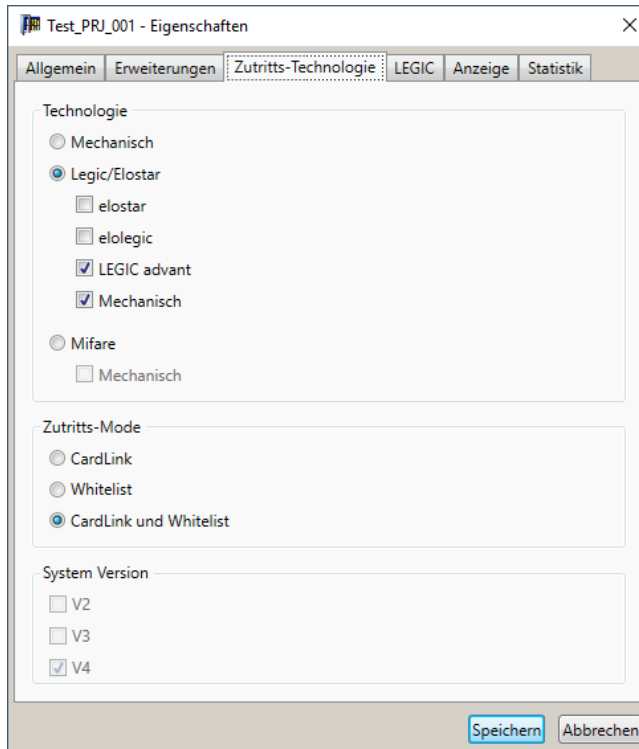 Test_PRJ_001 - Eigenschaften
Allgemein Erweiterungen Zutritts-Technologie LEGIC Anzeige Statistik
Technologie
Mechanisch
Legic/Elostar
elostar
elolegic
LEGIC advant
Mechanisch
Mifare
Mechanisch
Zutritts-Mode
CardLink
Whitelist
CardLink und Whitelist
System Version
V2
V3
V4
Speichern Abbrechen